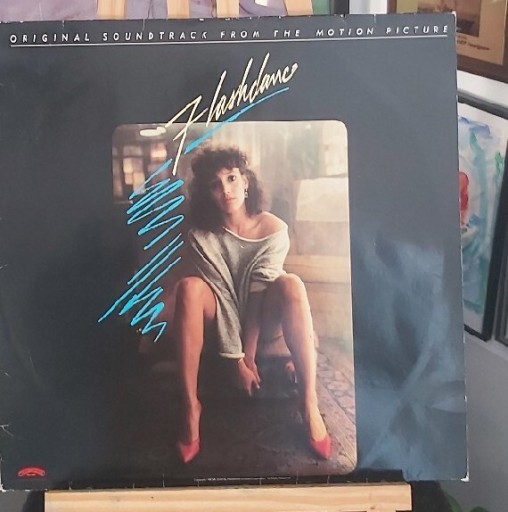 ORIGINAL SOUNDTRACK FROM THE MOTION PICTURE
Flashdance